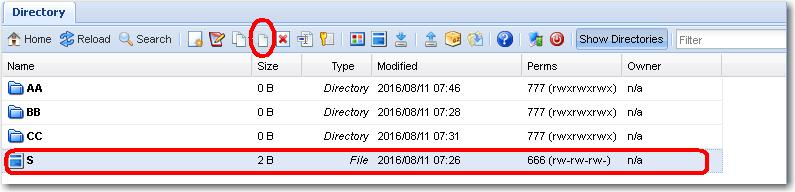 Directory
Home Reload Search Show Directories Filter
Name Size Type Modified Perms Owner
AA 0 B Directory 2016/08/11 07:46 777 (rwxrwxrwx) n/a
BB 0 B Directory 2016/08/11 07:28 777 (rwxrwxrwx) n/a
CC 0 B Directory 2016/08/11 07:31 777 (rwxrwxrwx) n/a
S 2 B File 2016/08/11 07:26 666 (rw-rw-rw-) n/a